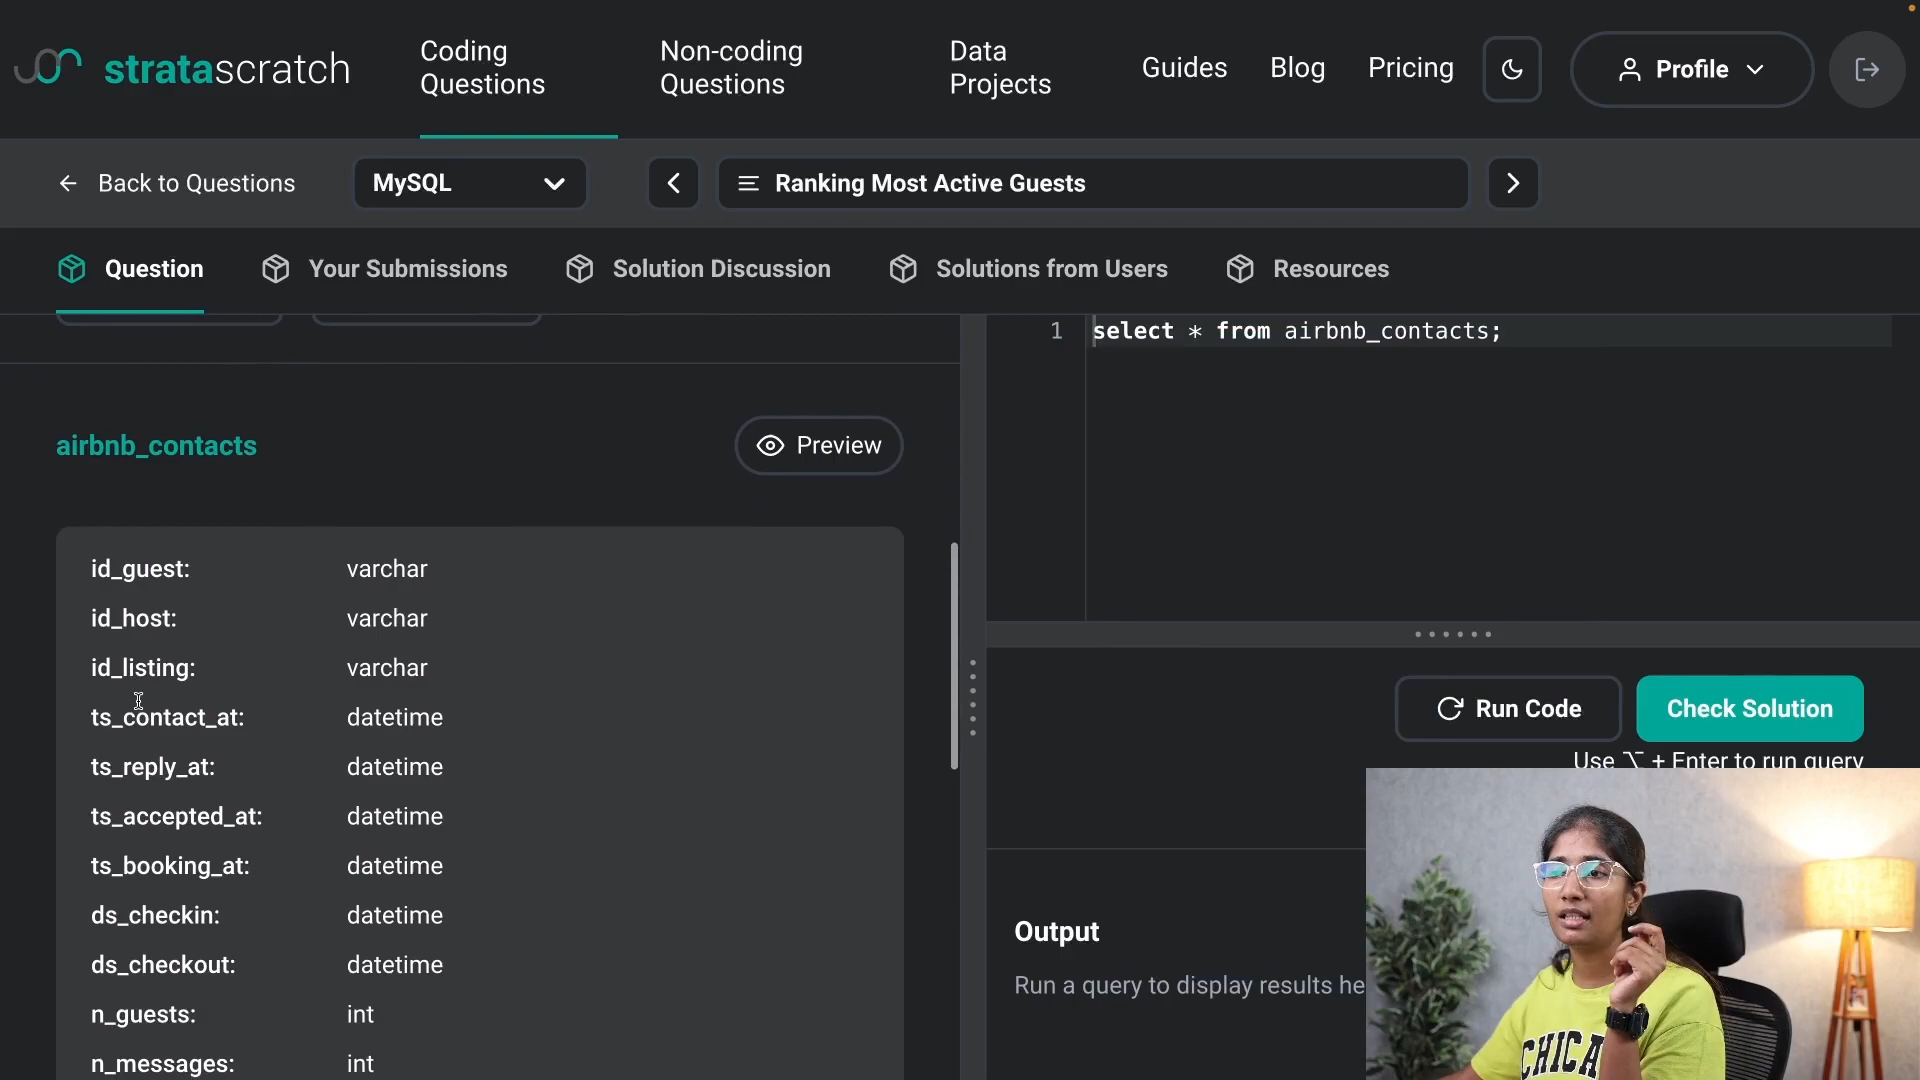 stratascratch
Coding
Questions
Non-coding
Questions
Data
Projects
Guides
Blog
Pricing
Profile
Back to Questions
MySQL
Ranking Most Active Guests
Question
Your Submissions
Solution Discussion
Solutions from Users
Resources
airbnb_contacts
Preview
id_guest: varchar
id_host: varchar
id_listing: varchar
ts_contact_at: datetime
ts_reply_at: datetime
ts_accepted_at: datetime
ts_booking_at: datetime
ds_checkin: datetime
ds_checkout: datetime
n_guests: int
n_messages: int
1 select * from airbnb_contacts;
Run Code
Check Solution
Use ⌥ + Enter to run query
Output
Run a query to display results he
CHICA